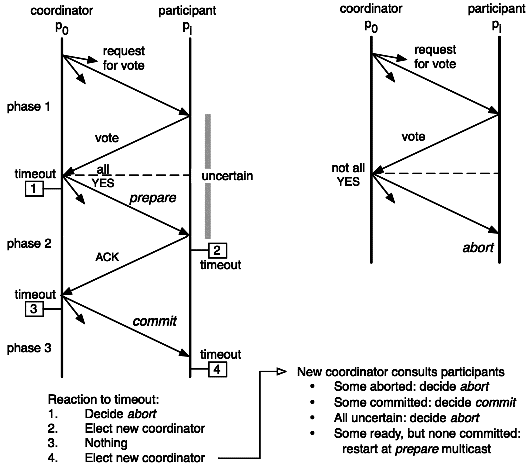 coordinator
p0
participant
pI
request
for vote
phase 1
vote
timeout
1
all
YES
uncertain
prepare
phase 2
2
timeout
ACK
timeout
3
commit
phase 3
timeout
4
Reaction to timeout:
1. Decide abort
2. Elect new coordinator
3. Nothing
4. Elect new coordinator
coordinator
p0
participant
pI
request
for vote
vote
not all
YES
abort
New coordinator consults participants
• Some aborted: decide abort
• Some committed: decide commit
• All uncertain: decide abort
• Some ready, but none committed:
restart at prepare multicast